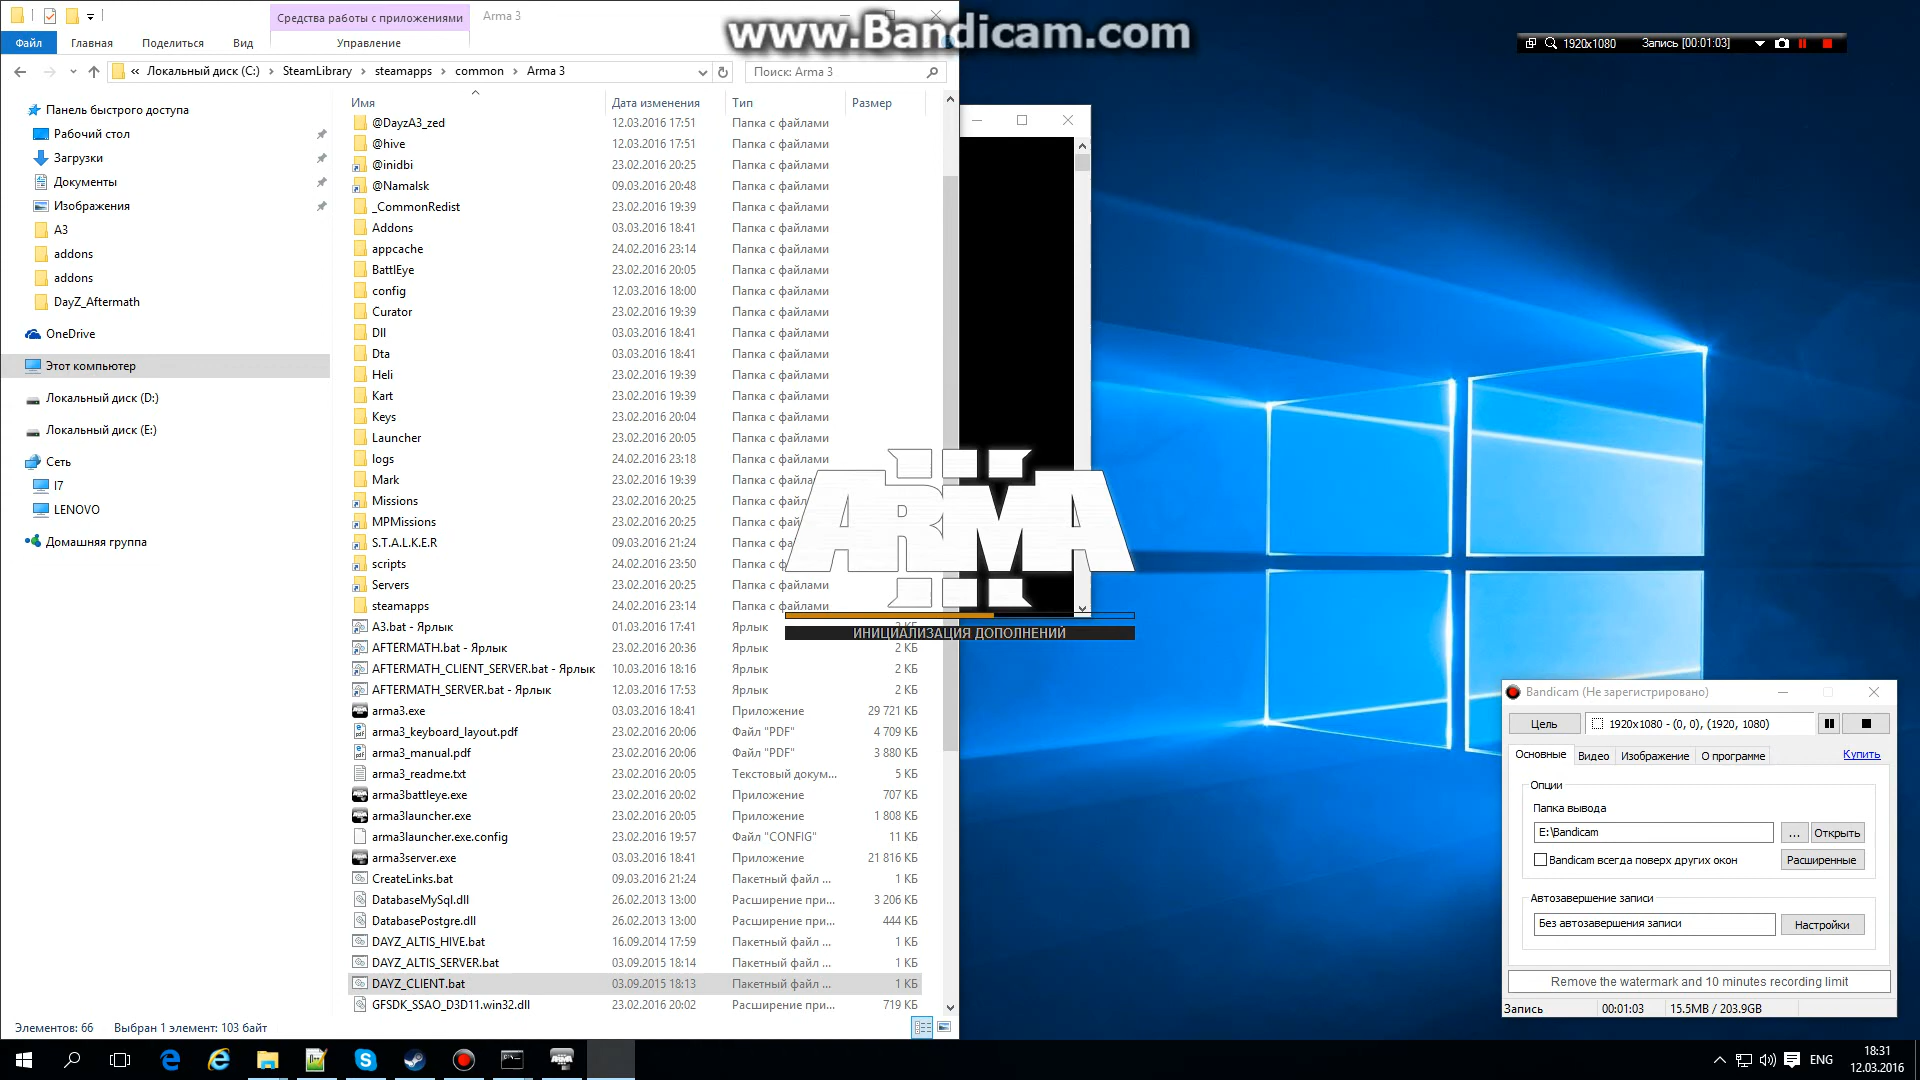 Средства работы с приложениями
Arma 3
www.Bandicam.com
1920x1080
Запись [00:01:03]
Файл
Главная
Поделиться
Вид
Управление
« Локальный диск (C:) > SteamLibrary > steamapps > common > Arma 3
Поиск: Arma 3
Имя
Дата изменения
Тип
Размер
Панель быстрого доступа
Рабочий стол
Загрузки
Документы
Изображения
A3
addons
addons
DayZ_Aftermath
OneDrive
Этот компьютер
Локальный диск (D:)
Локальный диск (E:)
Сеть
I7
LENOVO
Домашняя группа
@DayzA3_zed 12.03.2016 17:51 Папка с файлами
@hive 12.03.2016 17:51 Папка с файлами
@inidbi 23.02.2016 20:25 Папка с файлами
@Namalsk 09.03.2016 20:48 Папка с файлами
_CommonRedist 23.02.2016 19:39 Папка с файлами
Addons 03.03.2016 18:41 Папка с файлами
appcache 24.02.2016 23:14 Папка с файлами
BattlEye 23.02.2016 20:05 Папка с файлами
config 12.03.2016 18:00 Папка с файлами
Curator 23.02.2016 19:39 Папка с файлами
Dll 03.03.2016 18:41 Папка с файлами
Dta 03.03.2016 18:41 Папка с файлами
Heli 23.02.2016 19:39 Папка с файлами
Kart 23.02.2016 19:39 Папка с файлами
Keys 23.02.2016 20:04 Папка с файлами
Launcher 23.02.2016 20:05 Папка с файлами
logs 24.02.2016 23:18 Папка с файлами
Mark 23.02.2016 19:39 Папка с файла
Missions 23.02.2016 20:25 Папка с файл
MPMissions 23.02.2016 20:25 Папка с фай
S.T.A.L.K.E.R 09.03.2016 21:24 Папка с фа
scripts 24.02.2016 23:50 Папка с фа
Servers 23.02.2016 20:25 Папка с файлами
steamapps 24.02.2016 23:14 Папка с файлами
A3.bat - Ярлык 01.03.2016 17:41 Ярлык
AFTERMATH.bat - Ярлык 23.02.2016 20:36 Ярлык 2 КБ
AFTERMATH_CLIENT_SERVER.bat - Ярлык 10.03.2016 18:16 Ярлык 2 КБ
AFTERMATH_SERVER.bat - Ярлык 12.03.2016 17:53 Ярлык 2 КБ
arma3.exe 03.03.2016 18:41 Приложение 29 721 КБ
arma3_keyboard_layout.pdf 23.02.2016 20:06 Файл "PDF" 4 709 КБ
arma3_manual.pdf 23.02.2016 20:06 Файл "PDF" 3 880 КБ
arma3_readme.txt 23.02.2016 20:05 Текстовый докум... 5 КБ
arma3battleye.exe 23.02.2016 20:02 Приложение 707 КБ
arma3launcher.exe 23.02.2016 20:05 Приложение 1 808 КБ
arma3launcher.exe.config 23.02.2016 19:57 Файл "CONFIG" 11 КБ
arma3server.exe 03.03.2016 18:41 Приложение 21 816 КБ
CreateLinks.bat 09.03.2016 21:24 Пакетный файл ... 1 КБ
DatabaseMySql.dll 26.02.2013 13:00 Расширение при... 3 206 КБ
DatabasePostgre.dll 26.02.2013 13:00 Расширение при... 444 КБ
DAYZ_ALTIS_HIVE.bat 16.09.2014 17:59 Пакетный файл ... 1 КБ
DAYZ_ALTIS_SERVER.bat 03.09.2015 18:14 Пакетный файл ... 1 КБ
DAYZ_CLIENT.bat 03.09.2015 18:13 Пакетный файл ... 1 КБ
GFSDK_SSAO_D3D11.win32.dll 23.02.2016 20:02 Расширение при... 719 КБ
III
ARMA
ИНИЦИАЛИЗАЦИЯ ДОПОЛНЕНИЙ
Bandicam (Не зарегистрировано)
Цель
1920x1080 - (0, 0), (1920, 1080)
Основные
Видео
Изображение
О программе
Купить
Опции
Папка вывода
E:\Bandicam
...
Открыть
Bandicam всегда поверх других окон
Расширенные
Автозавершение записи
Без автозавершения записи
Настройки
Remove the watermark and 10 minutes recording limit
Запись
00:01:03
15.5MB / 203.9GB
Элементов: 66
Выбран 1 элемент: 103 байт
ENG
18:31
12.03.2016